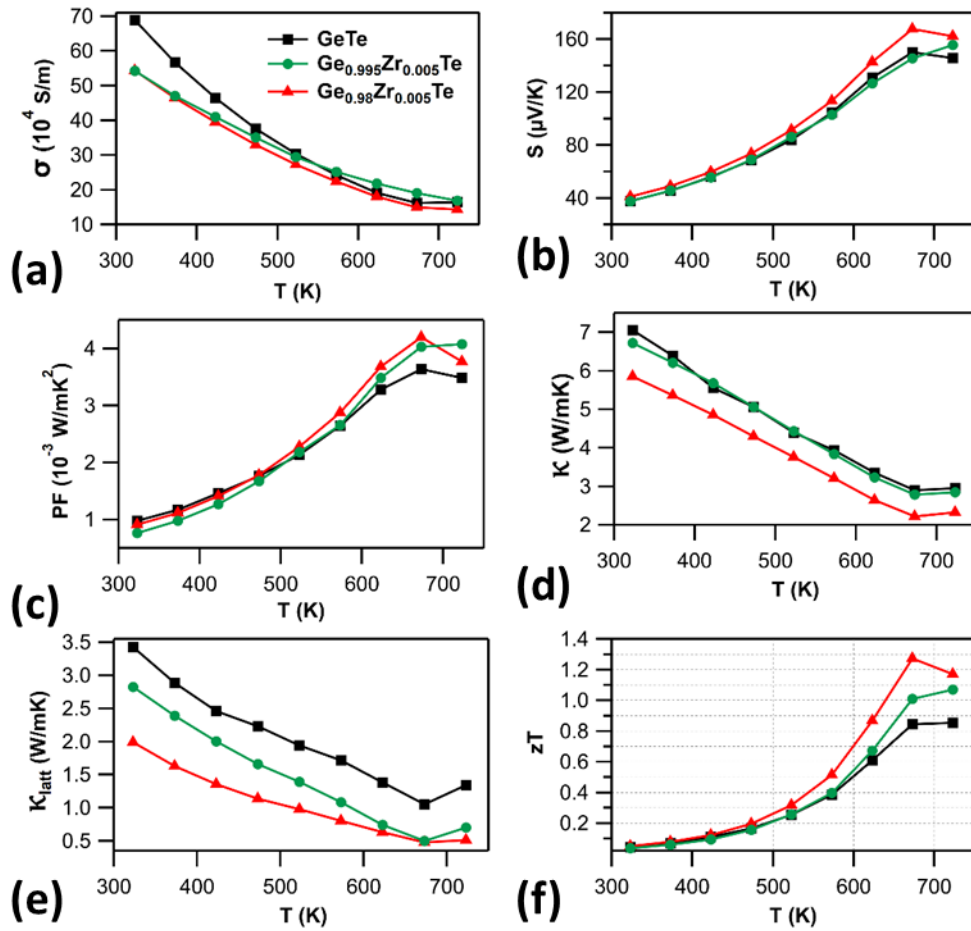 70
60
50
40
30
20
10
σ (10⁴ S/m)
GeTe
Ge₀.₉₉₅Zr₀.₀₀₅Te
Ge₀.₉₈Zr₀.₀₀₅Te
300 400 500 600 700
T (K)
(a)
160
120
80
40
S (μV/K)
300 400 500 600 700
T (K)
(b)
4
3
2
1
PF (10⁻³ W/mK²)
300 400 500 600 700
T (K)
(c)
7
6
5
4
3
2
κ (W/mK)
300 400 500 600 700
T (K)
(d)
3.5
3.0
2.5
2.0
1.5
1.0
0.5
κlatt (W/mK)
300 400 500 600 700
T (K)
(e)
1.4
1.2
1.0
0.8
0.6
0.4
0.2
zT
300 400 500 600 700
T (K)
(f)